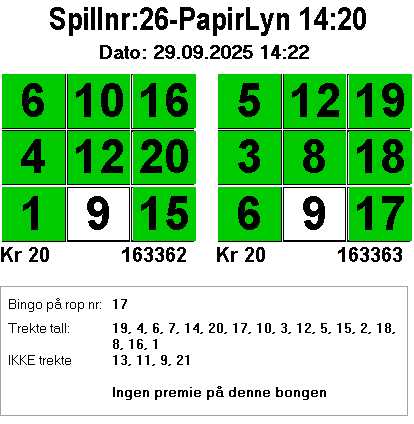 Spillnr:26-PapirLyn 14:20
Dato: 29.09.2025 14:22
6 10 16 5 12 19
4 12 20 3 8 18
1 9 15 6 9 17
Kr 20 163362 Kr 20 163363
Bingo på rop nr: 17
Trekte tall: 19, 4, 6, 7, 14, 20, 17, 10, 3, 12, 5, 15, 2, 18,
8, 16, 1
IKKE trekte 13, 11, 9, 21
Ingen premie på denne bongen